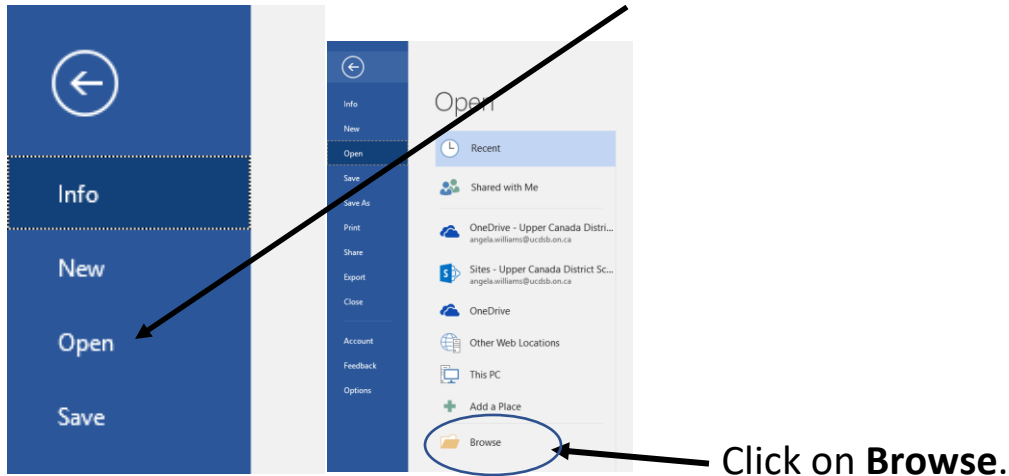 Info
New
Open
Save
Info
New
Open
Save
Save As
Print
Share
Export
Close
Account
Feedback
Options
Open
Recent
Shared with Me
OneDrive - Upper Canada Distri...
angela.williams@ucdsb.on.ca
Sites - Upper Canada District Sc...
angela.williams@ucdsb.on.ca
OneDrive
Other Web Locations
This PC
Add a Place
Browse
Click on Browse.